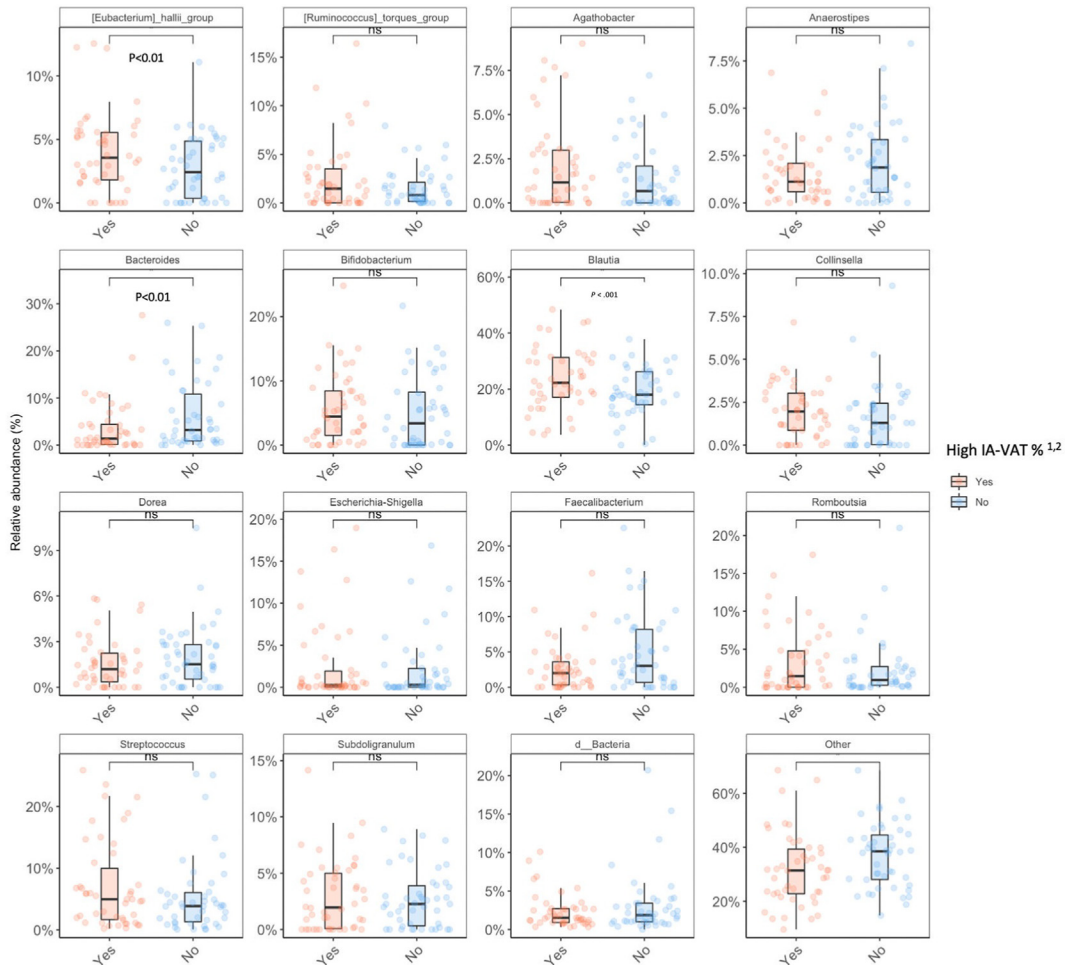 [Eubacterium]_hallii_group
[Ruminococcus]_torques_group
Agathobacter
Anaerostipes
P<0.01
ns
ns
ns
10%
5%
0%
15%
10%
5%
0%
7.5%
5.0%
2.5%
0.0%
7.5%
5.0%
2.5%
0.0%
Yes
No
Yes
No
Yes
No
Yes
No
Bacteroides
Bifidobacterium
Blautia
Collinsella
P<0.01
ns
P < .001
ns
30%
20%
10%
0%
20%
10%
0%
60%
40%
20%
0%
10.0%
7.5%
5.0%
2.5%
0.0%
Yes
No
Yes
No
Yes
No
Yes
No
Relative abundance (%)
High IA-VAT % 1,2
Yes
No
Dorea
Escherichia-Shigella
Faecalibacterium
Romboutsia
ns
ns
ns
ns
9%
6%
3%
0%
20%
15%
10%
5%
0%
20%
15%
10%
5%
0%
20%
15%
10%
5%
0%
Yes
No
Yes
No
Yes
No
Yes
No
Streptococcus
Subdoligranulum
d__Bacteria
Other
ns
ns
ns
20%
10%
0%
15%
10%
5%
0%
20%
15%
10%
5%
0%
60%
40%
20%
Yes
No
Yes
No
Yes
No
Yes
No